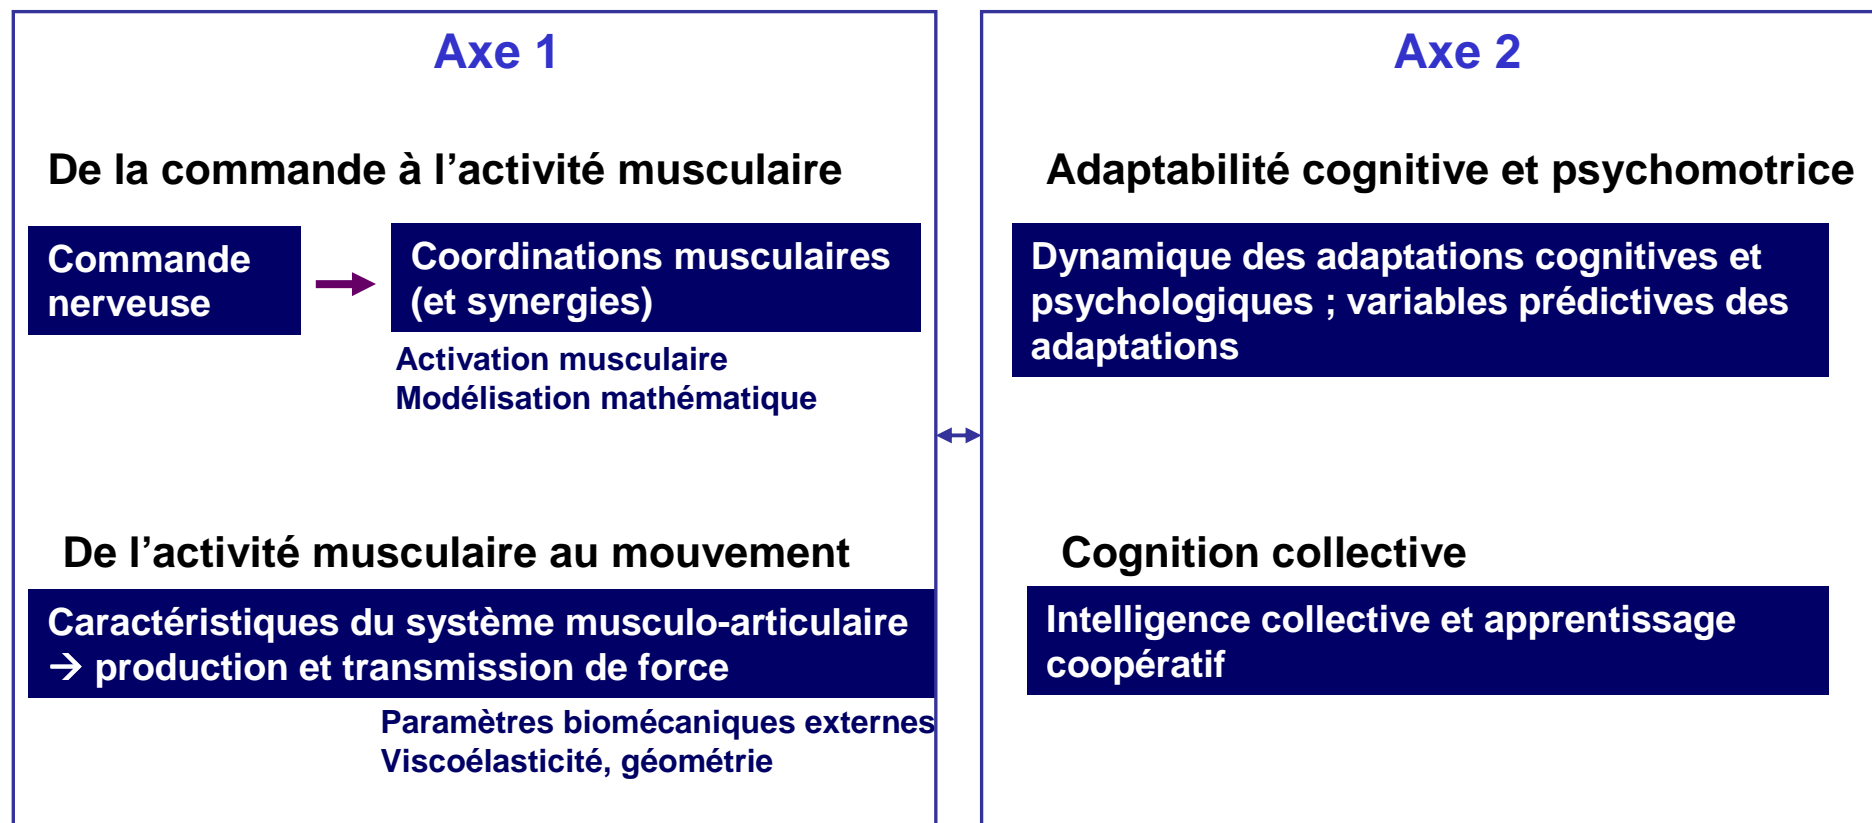 Axe 1
De la commande à l’activité musculaire
Commande
nerveuse
Coordinations musculaires
(et synergies)
Activation musculaire
Modélisation mathématique
De l’activité musculaire au mouvement
Caractéristiques du système musculo-articulaire
→ production et transmission de force
Paramètres biomécaniques externes
Viscoélasticité, géométrie
Axe 2
Adaptabilité cognitive et psychomotrice
Dynamique des adaptations cognitives et
psychologiques ; variables prédictives des
adaptations
Cognition collective
Intelligence collective et apprentissage
coopératif